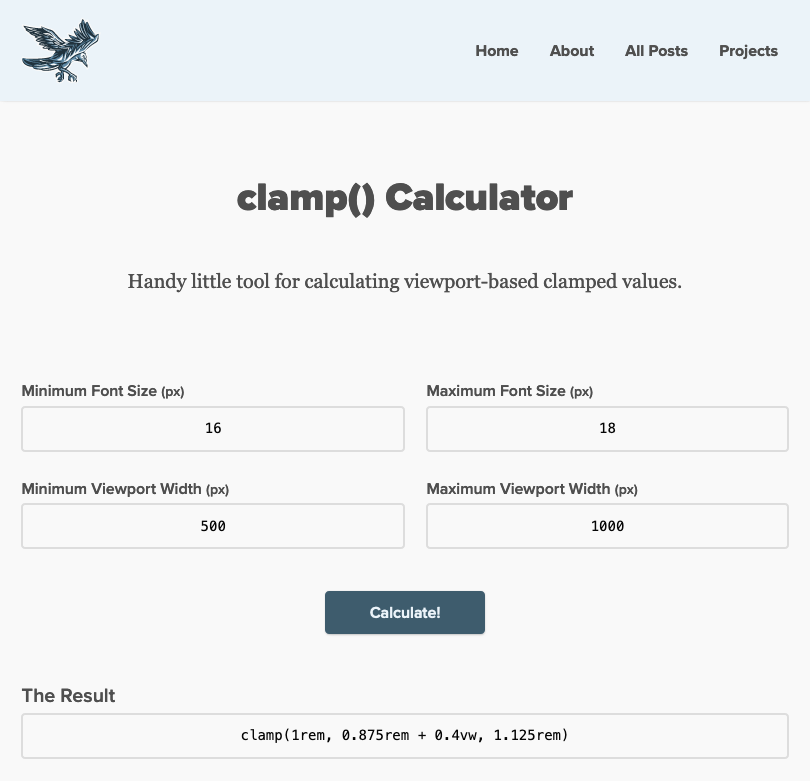 Home About All Posts Projects
clamp() Calculator
Handy little tool for calculating viewport-based clamped values.
Minimum Font Size (px) Maximum Font Size (px)
16 18
Minimum Viewport Width (px) Maximum Viewport Width (px)
500 1000
Calculate!
The Result
clamp(1rem, 0.875rem + 0.4vw, 1.125rem)